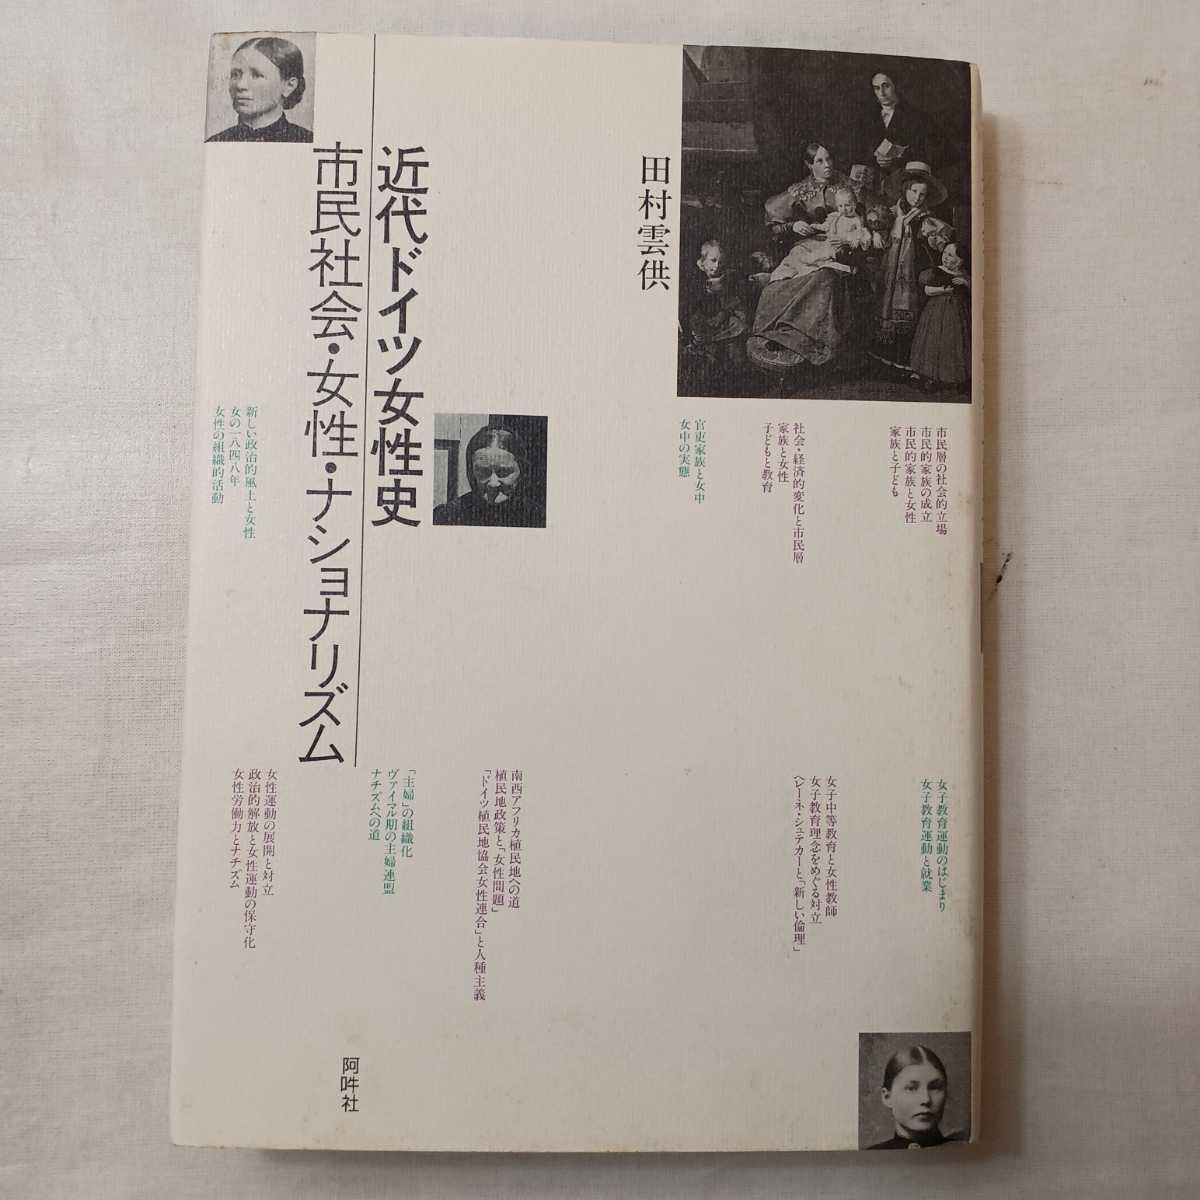 近代ドイツ女性史
市民社会・女性・ナショナリズム
田村雲供
市民層の社会的立場
市民的家族の成立
市民的家族と女性
家族と子ども
社会・経済的変化と市民層
家族と女性
子どもと教育
官吏家族と女中
女中の実態
新しい政治的風土と女性
女の一八四八年
女性の組織的活動
女子教育運動のはじまり
女子教育運動と就業
女子中等教育と女性教師
女子教育理念をめぐる対立
ヘレーネ・シュテカーと「新しい倫理」
南西アフリカ植民地への道
植民地政策と「女性問題」
「ドイツ植民地協会女性連合」と人種主義
「主婦」の組織化
ヴァイマル期の主婦連盟
ナチズムへの道
女性運動の展開と対立
政治的解放と女性運動の保守化
女性労働力とナチズム
阿吽社